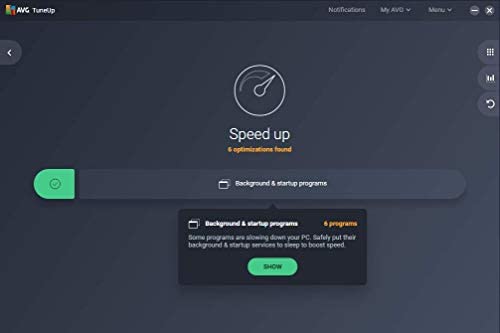 AVG TuneUp
Notifications
My AVG
Menu
Speed up
6 optimizations found
Background & startup programs
Background & startup programs 6 programs
Some programs are slowing down your PC. Safely put their
background & startup services to sleep to boost speed.
SHOW